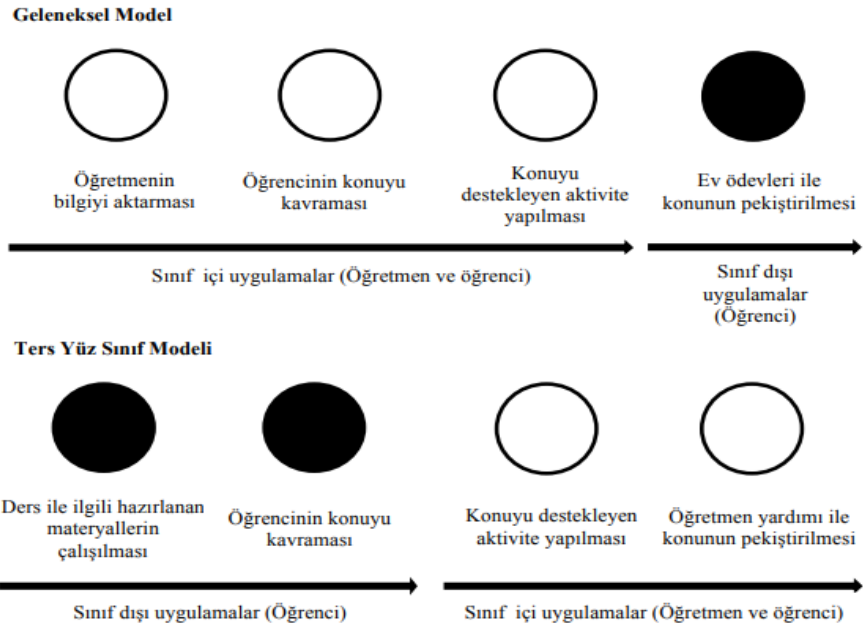 Geleneksel Model
Öğretmenin
bilgiyi aktarması
Öğrencinin konuyu
kavraması
Konuyu
destekleyen aktivite
yapılması
Ev ödevleri ile
konunun pekiştirilmesi
Sınıf içi uygulamalar (Öğretmen ve öğrenci)
Sınıf dışı
uygulamalar
(Öğrenci)
Ters Yüz Sınıf Modeli
Ders ile ilgili hazırlanan
materyallerin
çalışılması
Öğrencinin konuyu
kavraması
Konuyu destekleyen
aktivite yapılması
Öğretmen yardımı ile
konunun pekiştirilmesi
Sınıf dışı uygulamalar (Öğrenci)
Sınıf içi uygulamalar (Öğretmen ve öğrenci)